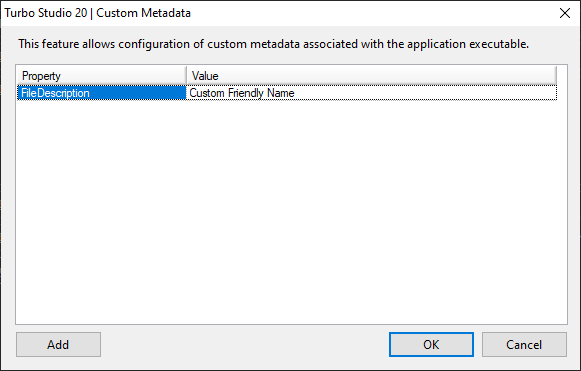 Turbo Studio 20 | Custom Metadata
This feature allows configuration of custom metadata associated with the application executable.
Property Value
FileDescription Custom Friendly Name
Add OK Cancel